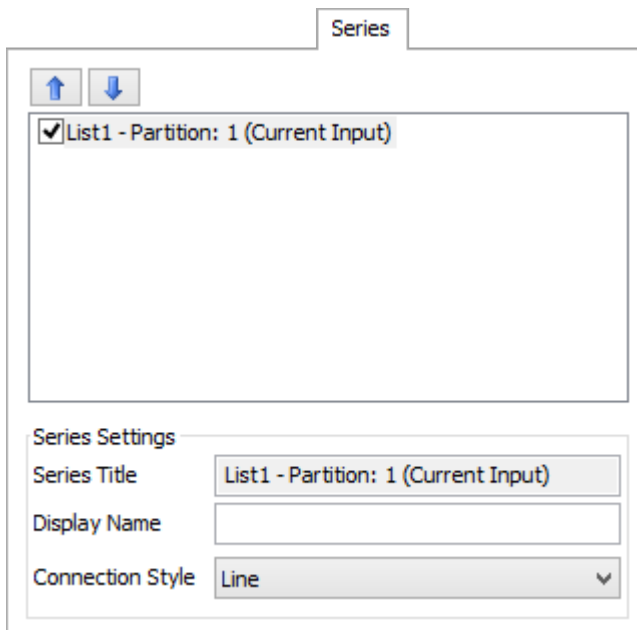 Series
List1 - Partition: 1 (Current Input)
Series Settings
Series Title List1 - Partition: 1 (Current Input)
Display Name
Connection Style Line